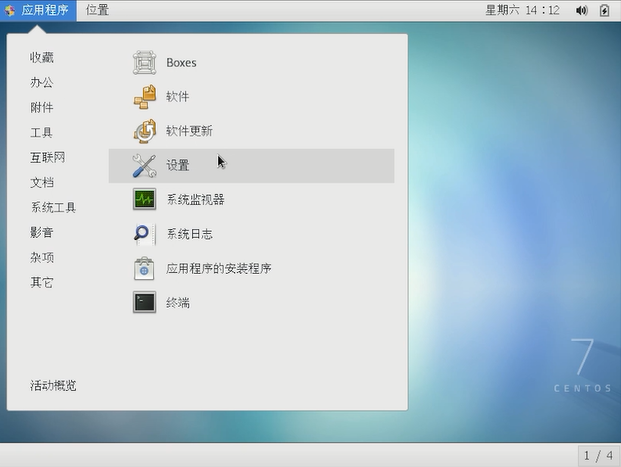 应用程序 位置 星期六 14：12
收藏
办公
附件
工具
互联网
文档
系统工具
影音
杂项
其它
活动概览
Boxes
软件
软件更新
设置
系统监视器
系统日志
应用程序的安装程序
终端
7
CENTOS
1 / 4